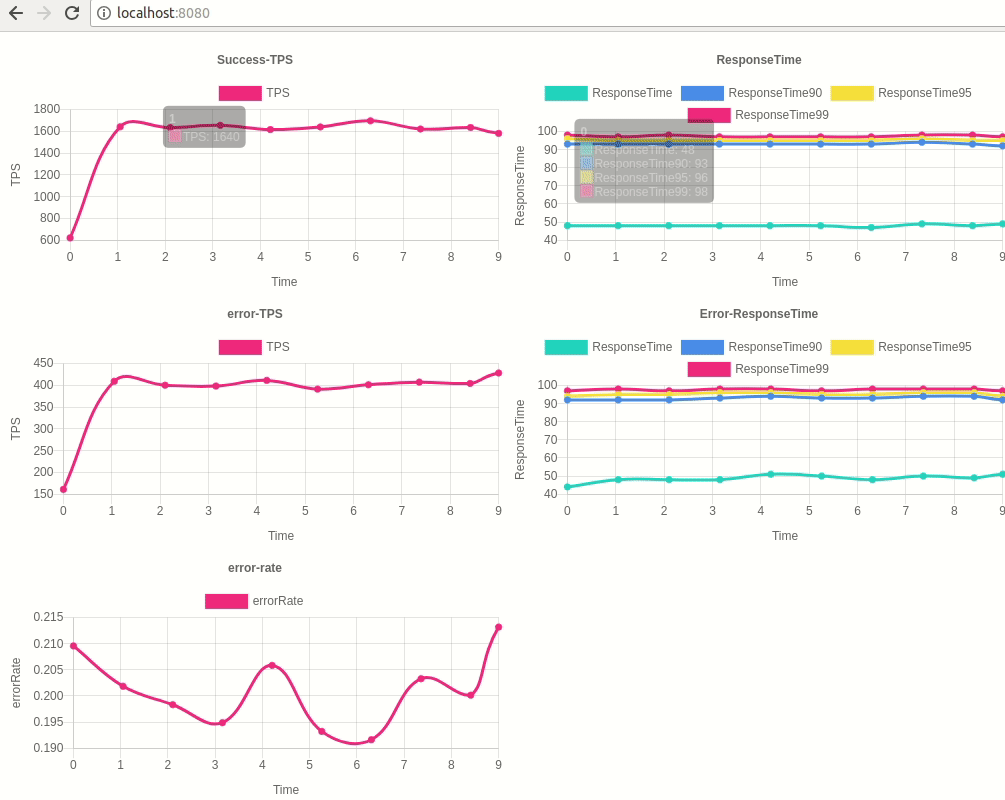 localhost:8080
Success-TPS
TPS
1800
1600
1400
1200
1000
800
600
TPS
1
TPS: 1640
0 1 2 3 4 5 6 7 8 9
Time
ResponseTime
ResponseTime ResponseTime90 ResponseTime95
ResponseTime99
100
90
80
70
60
50
40
ResponseTime
0
ResponseTime: 48
ResponseTime90: 93
ResponseTime95: 96
ResponseTime99: 98
0 1 2 3 4 5 6 7 8 9
Time
error-TPS
TPS
450
400
350
300
250
200
150
TPS
0 1 2 3 4 5 6 7 8 9
Time
Error-ResponseTime
ResponseTime ResponseTime90 ResponseTime95
ResponseTime99
100
90
80
70
60
50
40
ResponseTime
0 1 2 3 4 5 6 7 8 9
Time
error-rate
errorRate
0.215
0.210
0.205
0.200
0.195
0.190
errorRate
0 1 2 3 4 5 6 7 8 9
Time